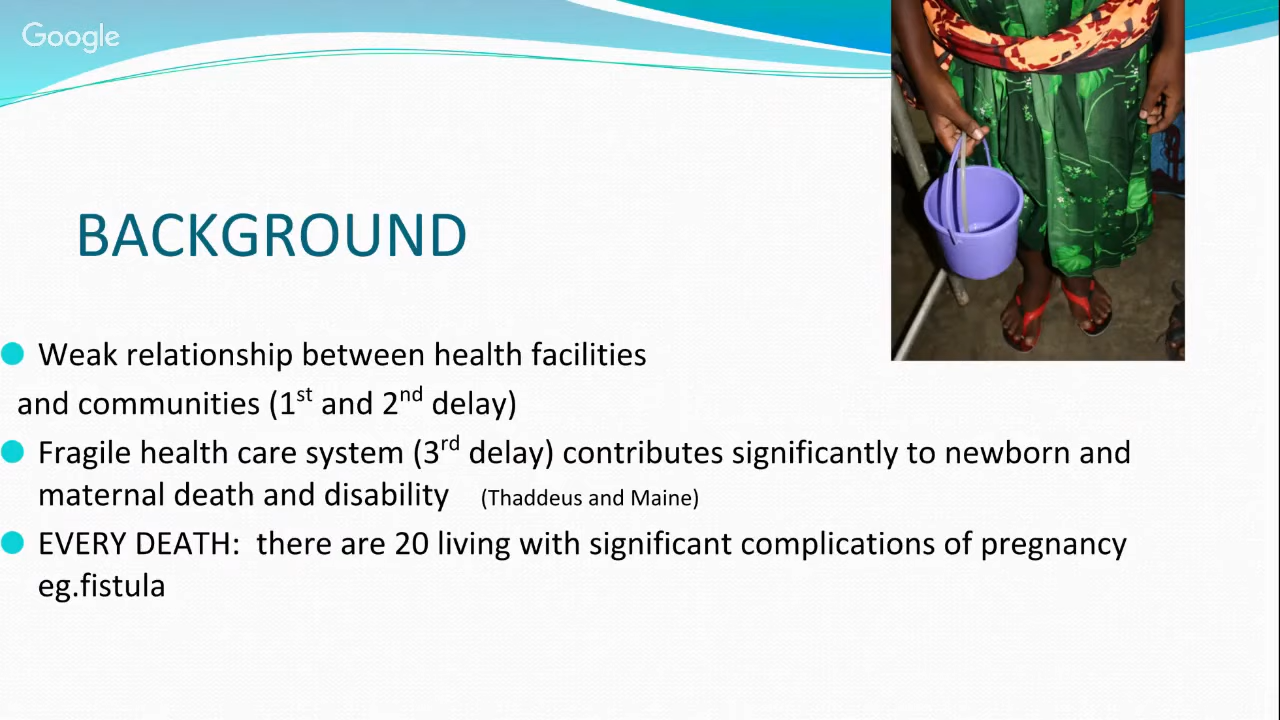 Google
BACKGROUND
Weak relationship between health facilities
and communities (1st and 2nd delay)
Fragile health care system (3rd delay) contributes significantly to newborn and
maternal death and disability (Thaddeus and Maine)
EVERY DEATH: there are 20 living with significant complications of pregnancy
eg.fistula